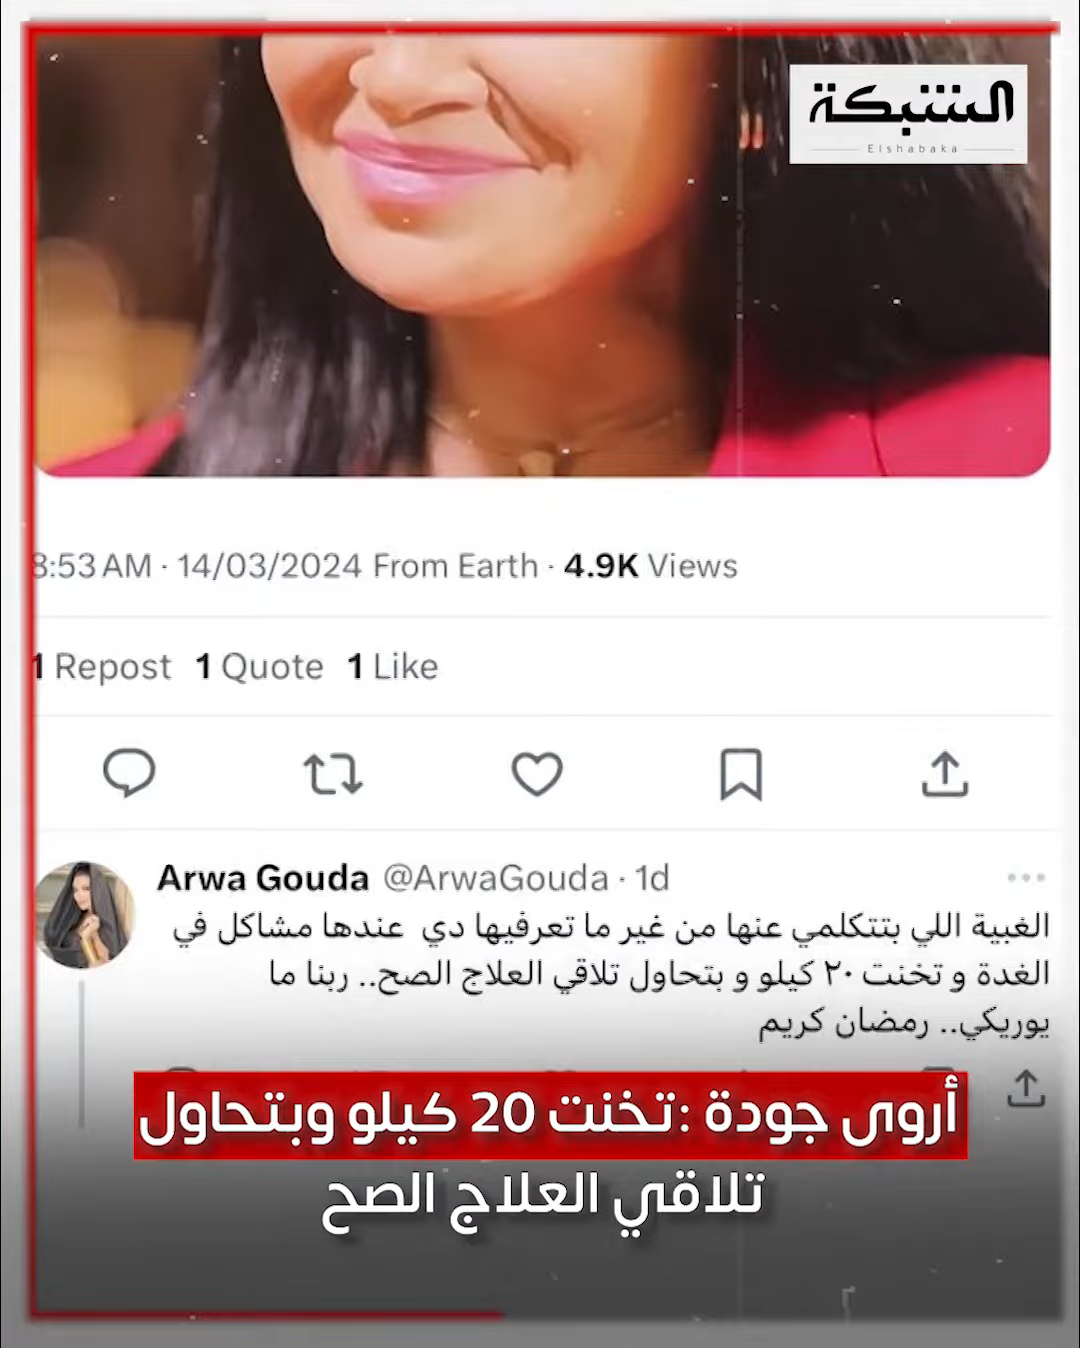 الشبكة
Elshabaka
8:53 AM · 14/03/2024 From Earth · 4.9K Views
1 Repost 1 Quote 1 Like
Arwa Gouda @ArwaGouda · 1d
الغبية اللي بتتكلمي عنها من غير ما تعرفيها دي عندها مشاكل في
الغدة و تخنت ٢٠ كيلو و بتحاول تلاقي العلاج الصح.. ربنا ما
يوريكي.. رمضان كريم
أروى جودة :تخنت 20 كيلو وبتحاول
تلاقي العلاج الصح